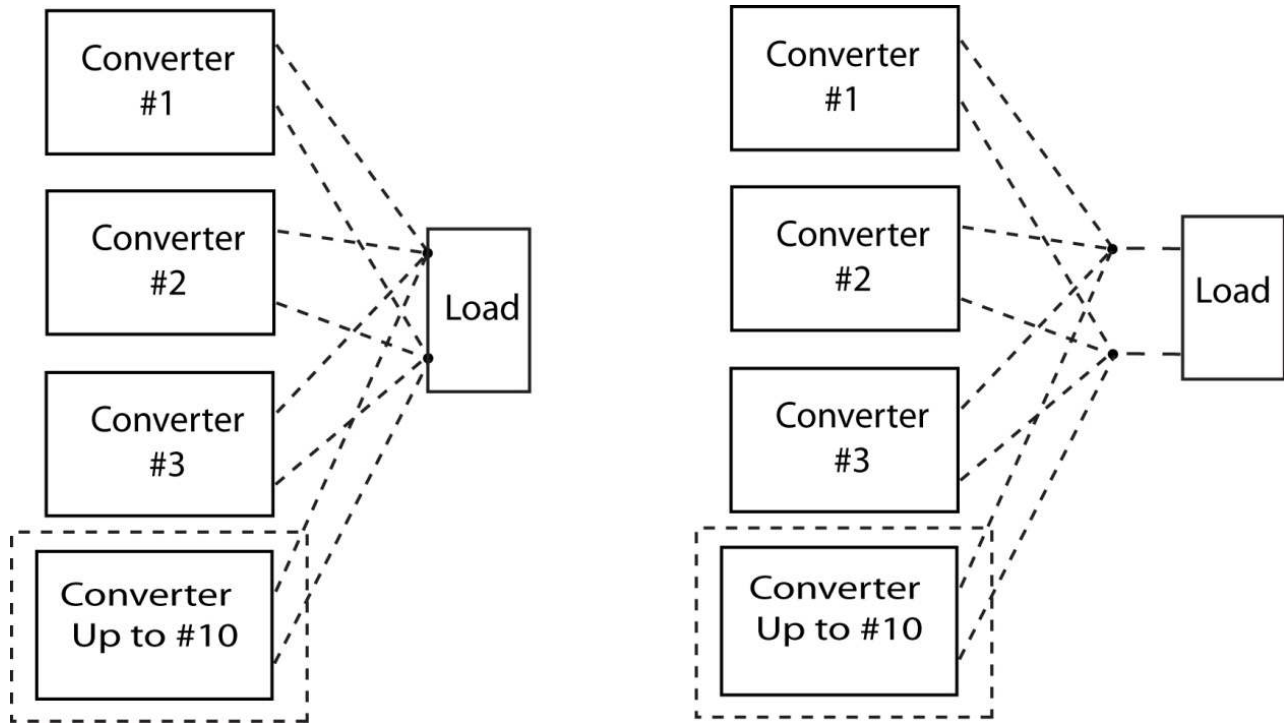 Converter
#1
Converter
#2
Converter
#3
Converter
Up to #10
Load
Converter
#1
Converter
#2
Converter
#3
Converter
Up to #10
Load